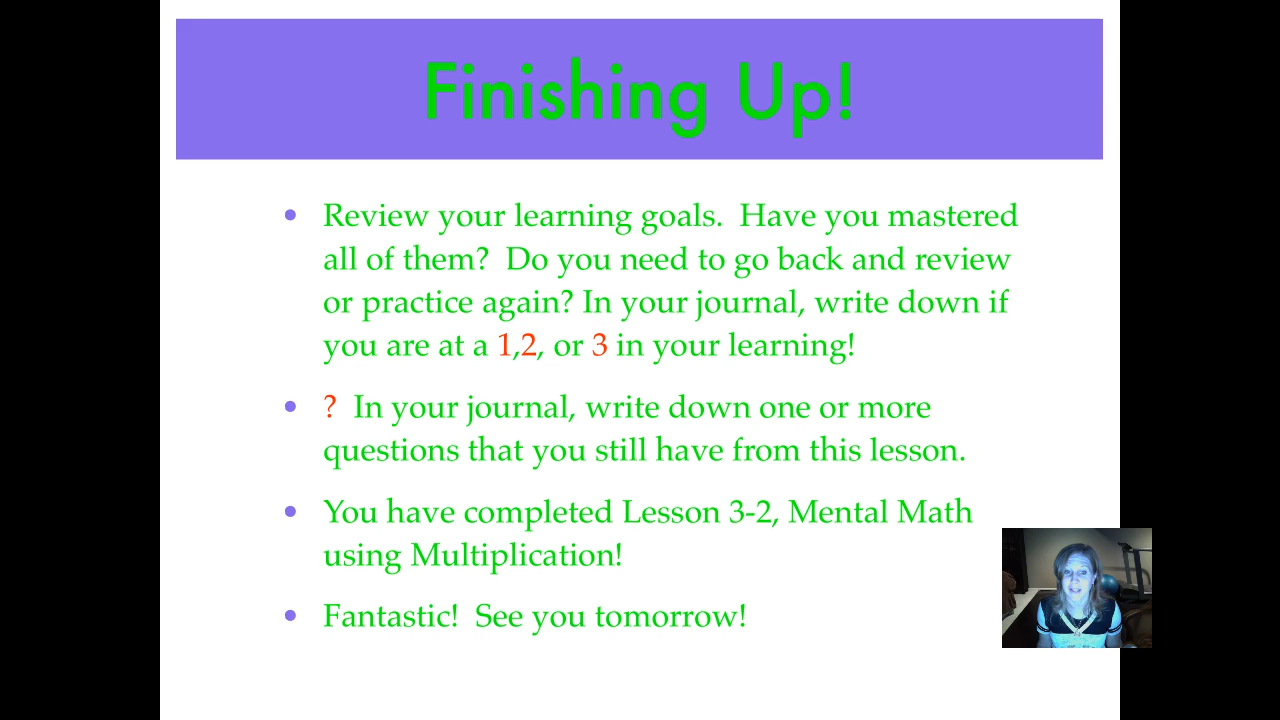 Finishing Up!
Review your learning goals.  Have you mastered
all of them?  Do you need to go back and review
or practice again? In your journal, write down if
you are at a 1,2, or 3 in your learning!
?  In your journal, write down one or more
questions that you still have from this lesson.
You have completed Lesson 3-2, Mental Math
using Multiplication!
Fantastic!  See you tomorrow!